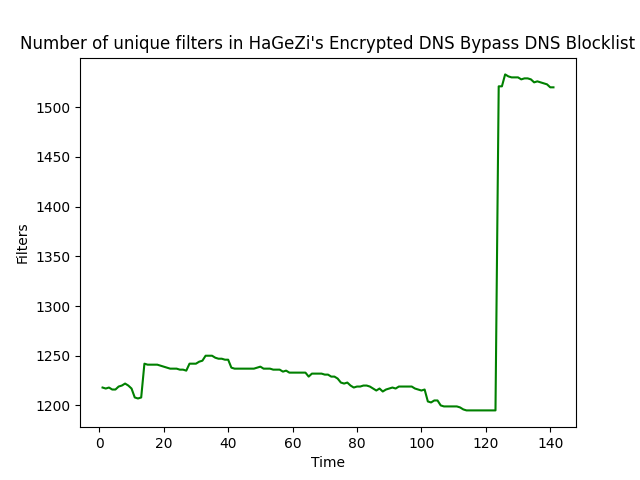 Number of unique filters in HaGeZi's Encrypted DNS Bypass DNS Blocklist
1500
1450
1400
1350
1300
1250
1200
Filters
0 20 40 60 80 100 120 140
Time